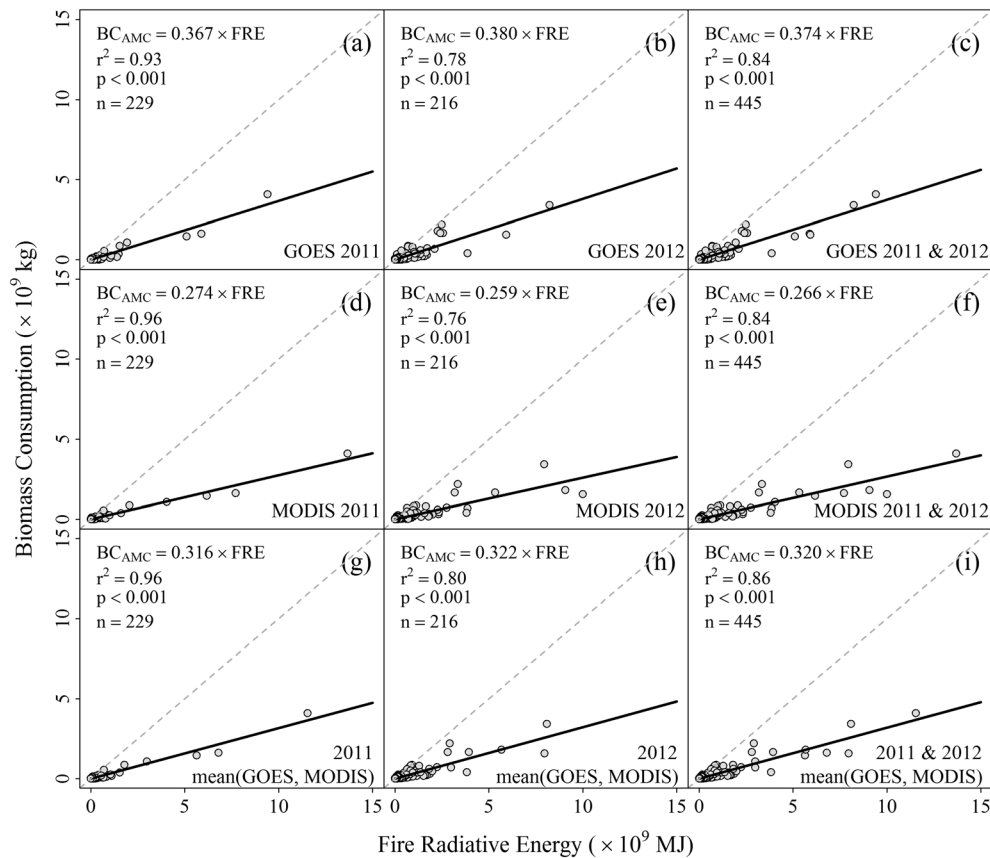 BC_AMC = 0.367 × FRE
r² = 0.93
p < 0.001
n = 229
(a)
GOES 2011
BC_AMC = 0.380 × FRE
r² = 0.78
p < 0.001
n = 216
(b)
GOES 2012
BC_AMC = 0.374 × FRE
r² = 0.84
p < 0.001
n = 445
(c)
GOES 2011 & 2012
BC_AMC = 0.274 × FRE
r² = 0.96
p < 0.001
n = 229
(d)
MODIS 2011
BC_AMC = 0.259 × FRE
r² = 0.76
p < 0.001
n = 216
(e)
MODIS 2012
BC_AMC = 0.266 × FRE
r² = 0.84
p < 0.001
n = 445
(f)
MODIS 2011 & 2012
BC_AMC = 0.316 × FRE
r² = 0.96
p < 0.001
n = 229
(g)
2011
mean(GOES, MODIS)
BC_AMC = 0.322 × FRE
r² = 0.80
p < 0.001
n = 216
(h)
2012
mean(GOES, MODIS)
BC_AMC = 0.320 × FRE
r² = 0.86
p < 0.001
n = 445
(i)
2011 & 2012
mean(GOES, MODIS)
15
10
5
0
15
10
5
0
15
10
5
0
0 5 10 15
0 5 10 15
0 5 10 15
Biomass Consumption ( × 10⁹ kg)
Fire Radiative Energy ( × 10⁹ MJ)